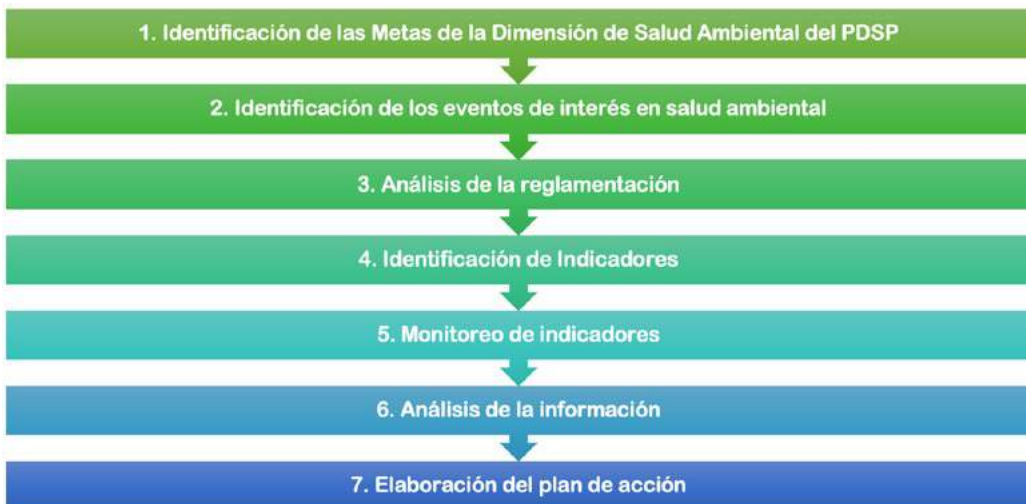 1. Identificación de las Metas de la Dimensión de Salud Ambiental del PDSP
2. Identificación de los eventos de interés en salud ambiental
3. Análisis de la reglamentación
4. Identificación de Indicadores
5. Monitoreo de indicadores
6. Análisis de la información
7. Elaboración del plan de acción